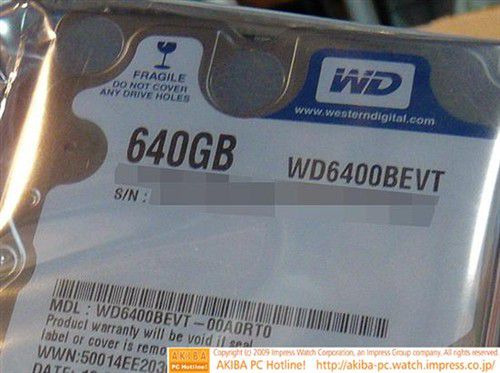 FRAGILE
DO NOT COVER
ANY DRIVE HOLES
WD
www.westerndigital.com
640GB
WD6400BEVT
S/N :
MDL : WD6400BEVT-00A0RT0
Product warranty will be void if seal
label or cover is remo
WWN:50014EE203
DATE:
AKIBA
PC Hotline!
Copyright (c) 2009 Impress Watch Corporation, an Impress Group company. All rights reserved.
AKIBA PC Hotline! http://akiba-pc.watch.impress.co.jp/